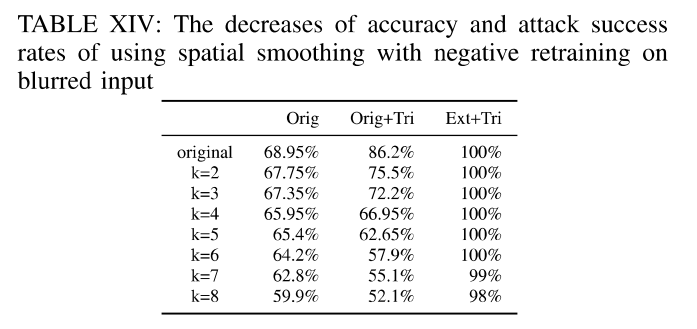 TABLE XIV: The decreases of accuracy and attack success
rates of using spatial smoothing with negative retraining on
blurred input
Orig Orig+Tri Ext+Tri
original 68.95% 86.2% 100%
k=2 67.75% 75.5% 100%
k=3 67.35% 72.2% 100%
k=4 65.95% 66.95% 100%
k=5 65.4% 62.65% 100%
k=6 64.2% 57.9% 100%
k=7 62.8% 55.1% 99%
k=8 59.9% 52.1% 98%